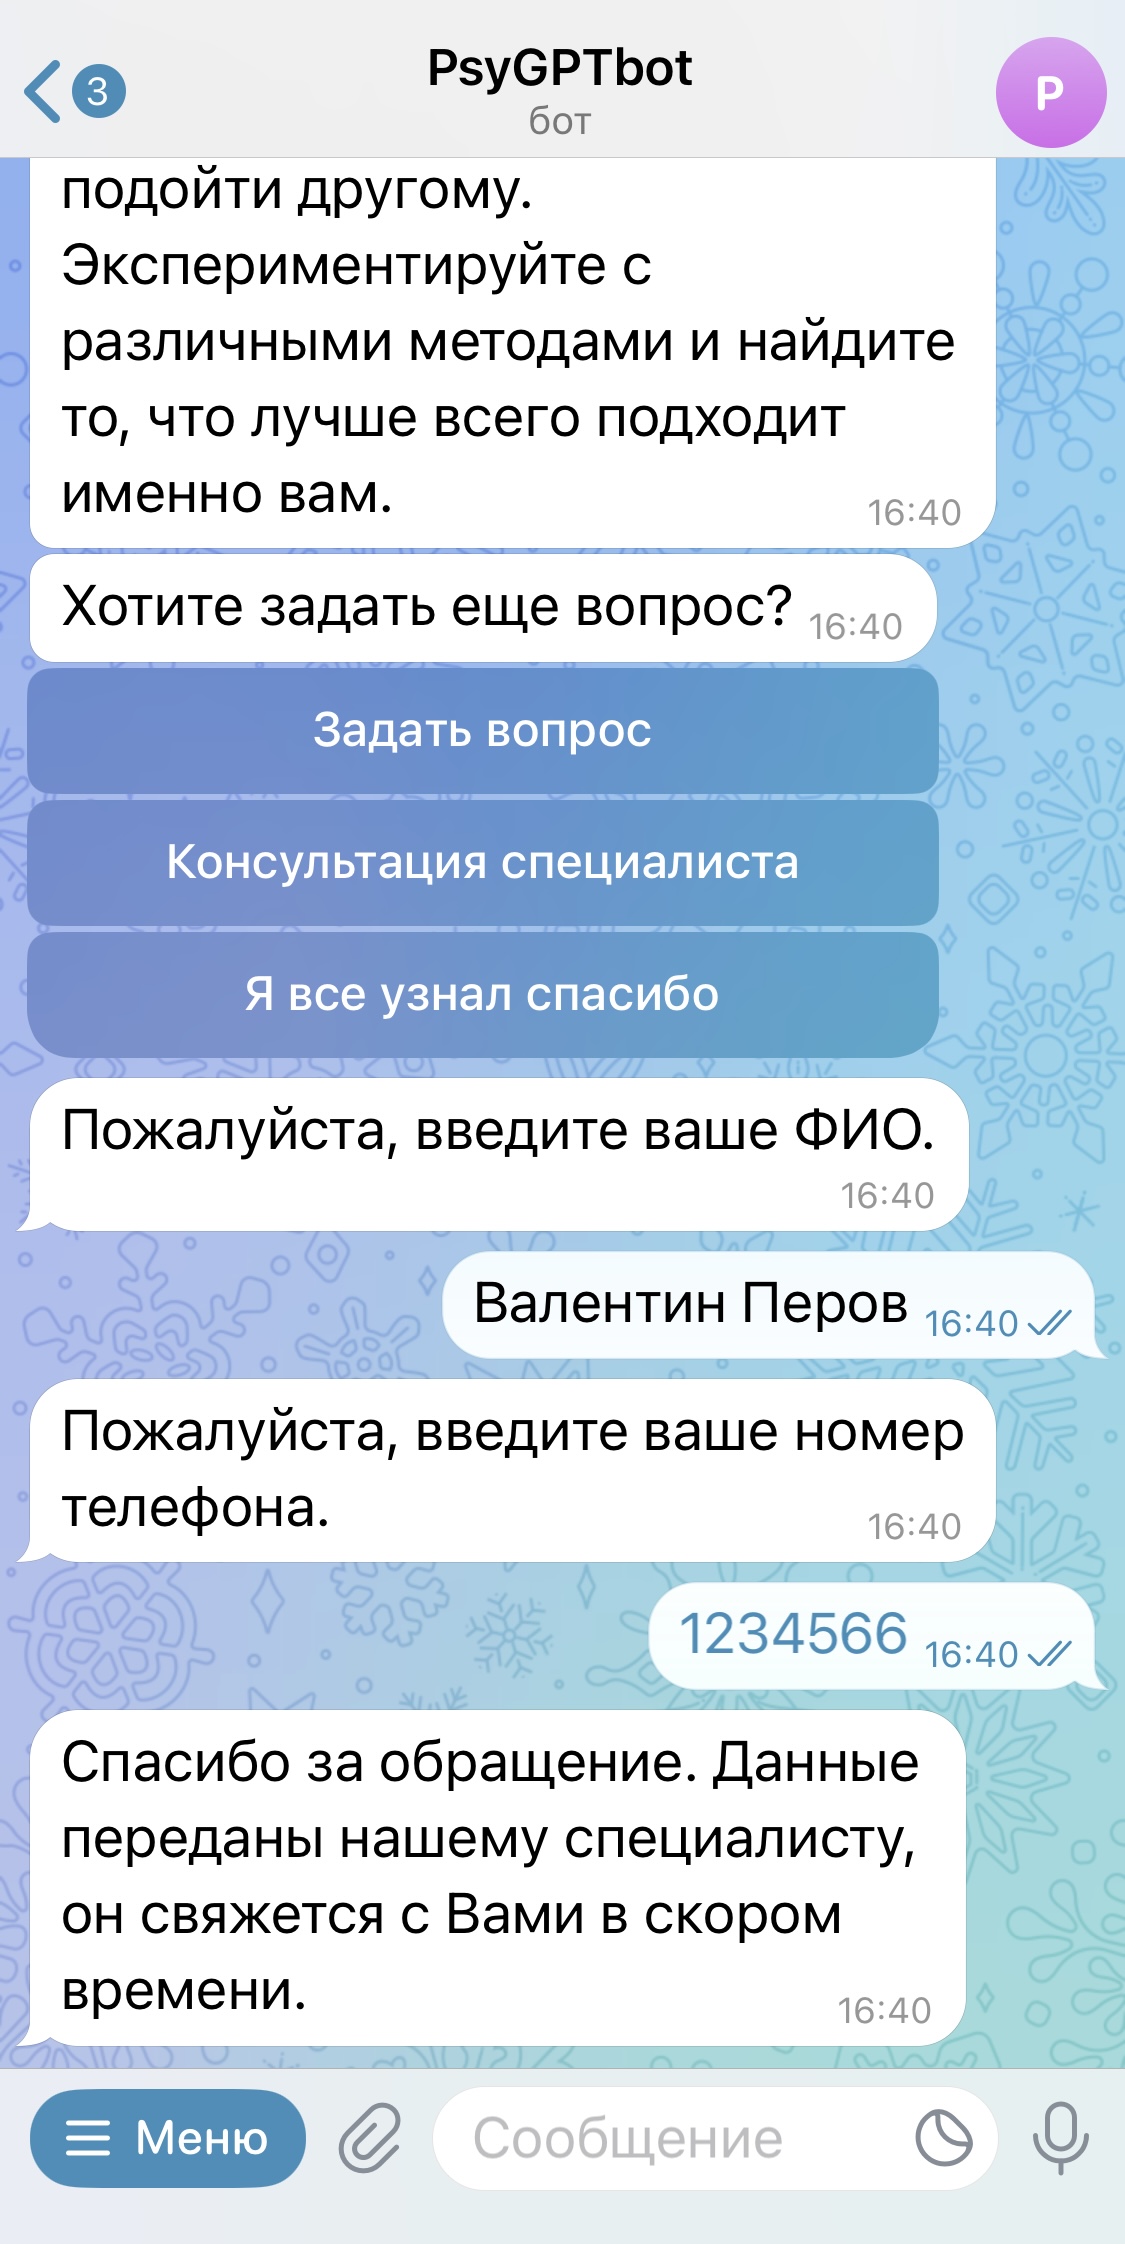 3
PsyGPTbot
бот
P
подойти другому.
Экспериментируйте с
различными методами и найдите
то, что лучше всего подходит
именно вам.
16:40
Хотите задать еще вопрос? 16:40
Задать вопрос
Консультация специалиста
Я все узнал спасибо
Пожалуйста, введите ваше ФИО.
16:40
Валентин Перов 16:40
Пожалуйста, введите ваше номер
телефона.
16:40
1234566 16:40
Спасибо за обращение. Данные
переданы нашему специалисту,
он свяжется с Вами в скором
времени.
16:40
Меню
Сообщение